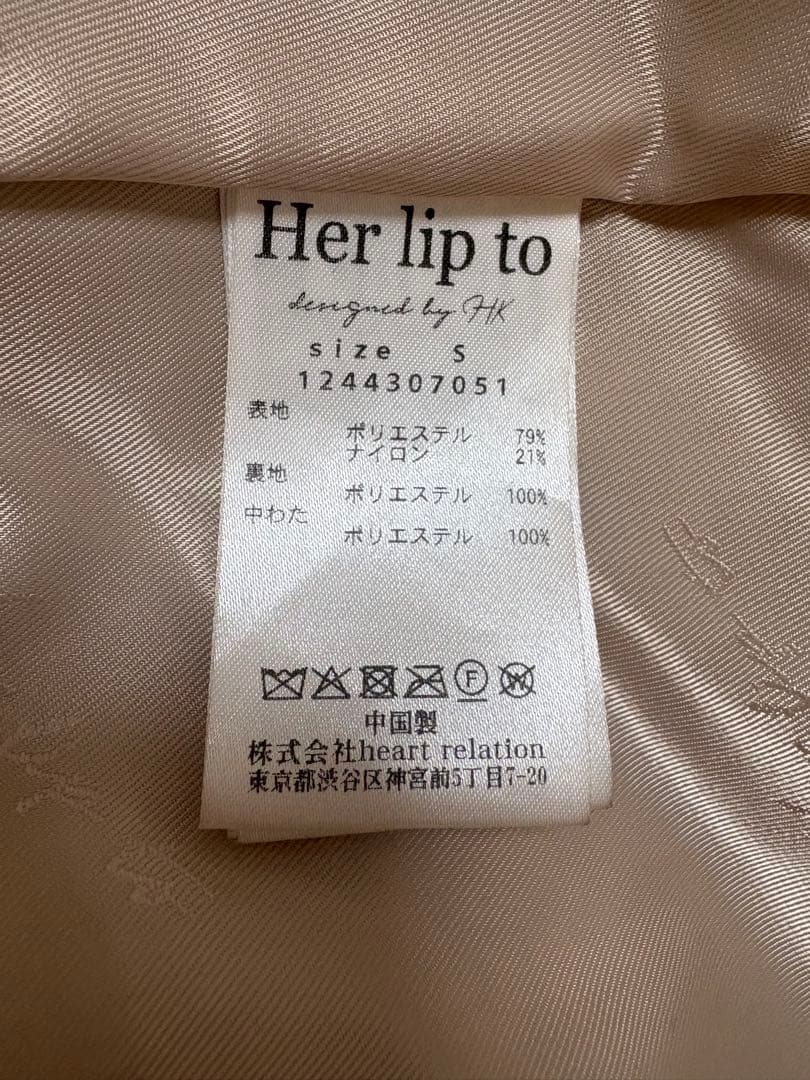 Her lip to
designed by HK
size S
1244307051
表地
ポリエステル 79%
ナイロン 21%
裏地
ポリエステル 100%
中わた
ポリエステル 100%
F W
中国製
株式会社heart relation
東京都渋谷区神宮前5丁目7-20